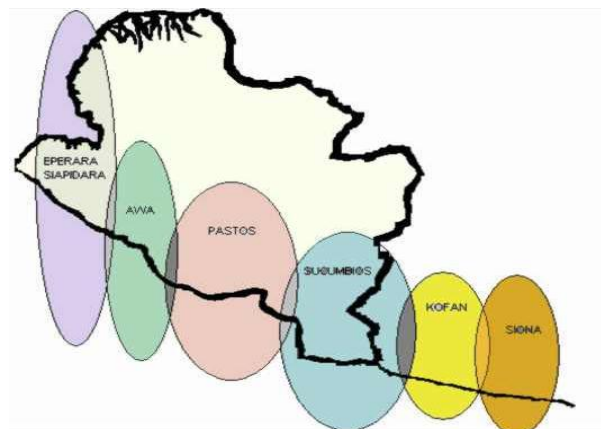 EPERARA
SIAPIDARA
AWA
PASTOS
SUCUMBIOS
KOFAN
SIONA